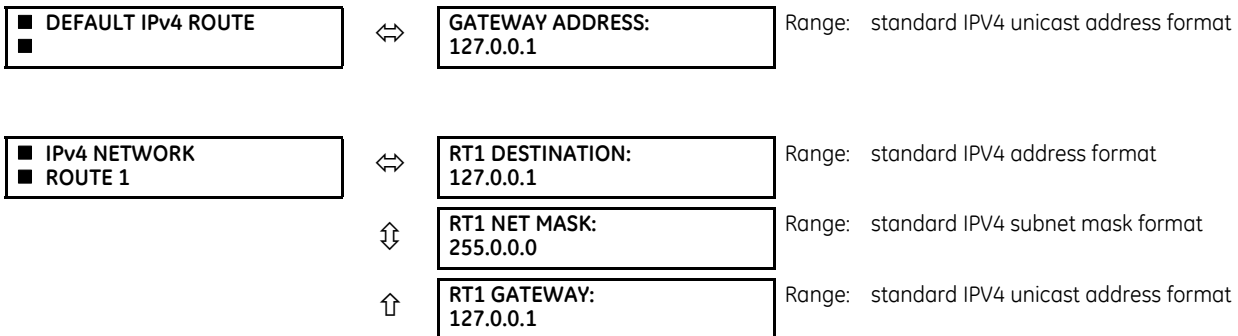 ■ DEFAULT IPv4 ROUTE
■
⬄
GATEWAY ADDRESS:
127.0.0.1
Range: standard IPV4 unicast address format
■ IPv4 NETWORK
■ ROUTE 1
⬄
RT1 DESTINATION:
127.0.0.1
Range: standard IPV4 address format
⇳
RT1 NET MASK:
255.0.0.0
Range: standard IPV4 subnet mask format
⇧
RT1 GATEWAY:
127.0.0.1
Range: standard IPV4 unicast address format